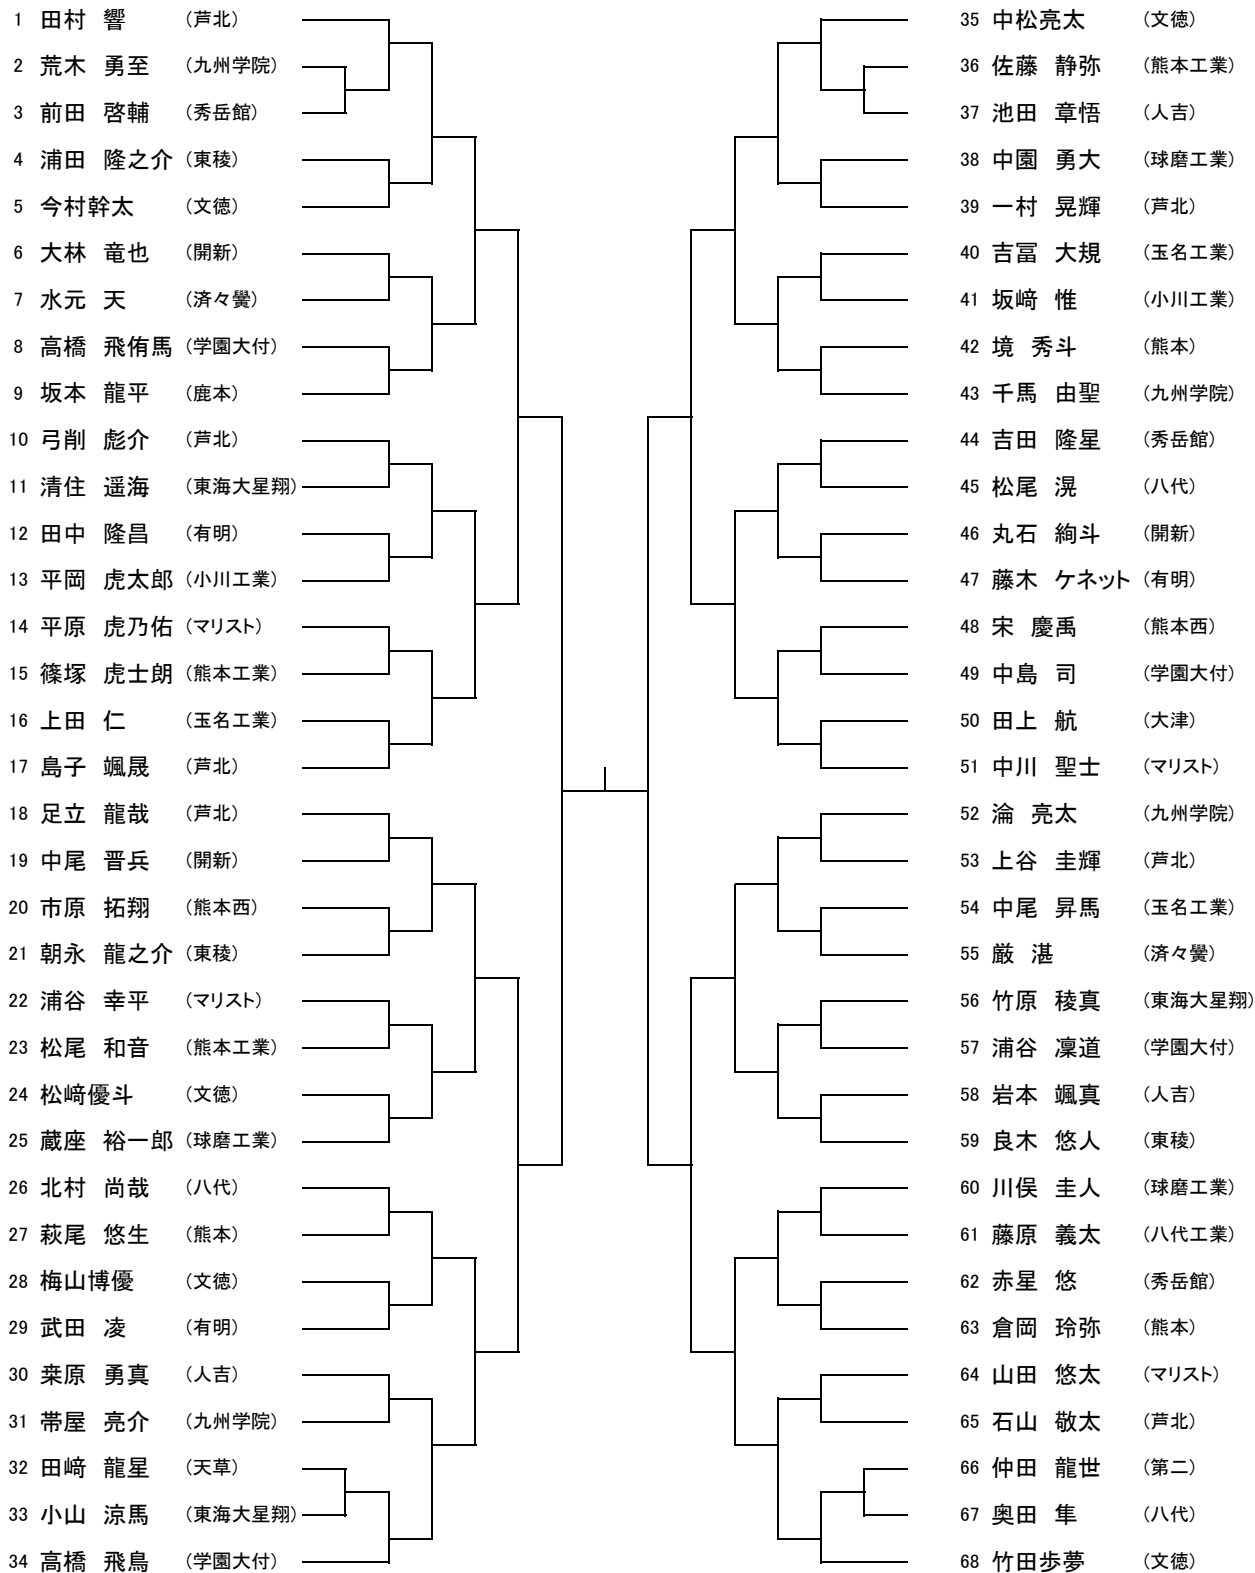 1 田村 響 (芦北)
2 荒木 勇至 (九州学院)
3 前田 啓輔 (秀岳館)
4 浦田 隆之介 (東稜)
5 今村幹太 (文徳)
6 大林 竜也 (開新)
7 水元 天 (済々黌)
8 高橋 飛侑馬 (学園大付)
9 坂本 龍平 (鹿本)
10 弓削 彪介 (芦北)
11 清住 遥海 (東海大星翔)
12 田中 隆昌 (有明)
13 平岡 虎太郎 (小川工業)
14 平原 虎乃佑 (マリスト)
15 篠塚 虎士朗 (熊本工業)
16 上田 仁 (玉名工業)
17 島子 颯晟 (芦北)
18 足立 龍哉 (芦北)
19 中尾 晋兵 (開新)
20 市原 拓翔 (熊本西)
21 朝永 龍之介 (東稜)
22 浦谷 幸平 (マリスト)
23 松尾 和音 (熊本工業)
24 松﨑優斗 (文徳)
25 蔵座 裕一郎 (球磨工業)
26 北村 尚哉 (八代)
27 萩尾 悠生 (熊本)
28 梅山博優 (文徳)
29 武田 凌 (有明)
30 桒原 勇真 (人吉)
31 帯屋 亮介 (九州学院)
32 田﨑 龍星 (天草)
33 小山 涼馬 (東海大星翔)
34 高橋 飛鳥 (学園大付)
35 中松亮太 (文徳)
36 佐藤 静弥 (熊本工業)
37 池田 章悟 (人吉)
38 中園 勇大 (球磨工業)
39 一村 晃輝 (芦北)
40 吉冨 大規 (玉名工業)
41 坂﨑 惟 (小川工業)
42 境 秀斗 (熊本)
43 千馬 由聖 (九州学院)
44 吉田 隆星 (秀岳館)
45 松尾 滉 (八代)
46 丸石 絢斗 (開新)
47 藤木 ケネット (有明)
48 宋 慶禹 (熊本西)
49 中島 司 (学園大付)
50 田上 航 (大津)
51 中川 聖士 (マリスト)
52 淪 亮太 (九州学院)
53 上谷 圭輝 (芦北)
54 中尾 昇馬 (玉名工業)
55 厳 湛 (済々黌)
56 竹原 稜真 (東海大星翔)
57 浦谷 凜道 (学園大付)
58 岩本 颯真 (人吉)
59 良木 悠人 (東稜)
60 川俣 圭人 (球磨工業)
61 藤原 義太 (八代工業)
62 赤星 悠 (秀岳館)
63 倉岡 玲弥 (熊本)
64 山田 悠太 (マリスト)
65 石山 敬太 (芦北)
66 仲田 龍世 (第二)
67 奥田 隼 (八代)
68 竹田歩夢 (文徳)